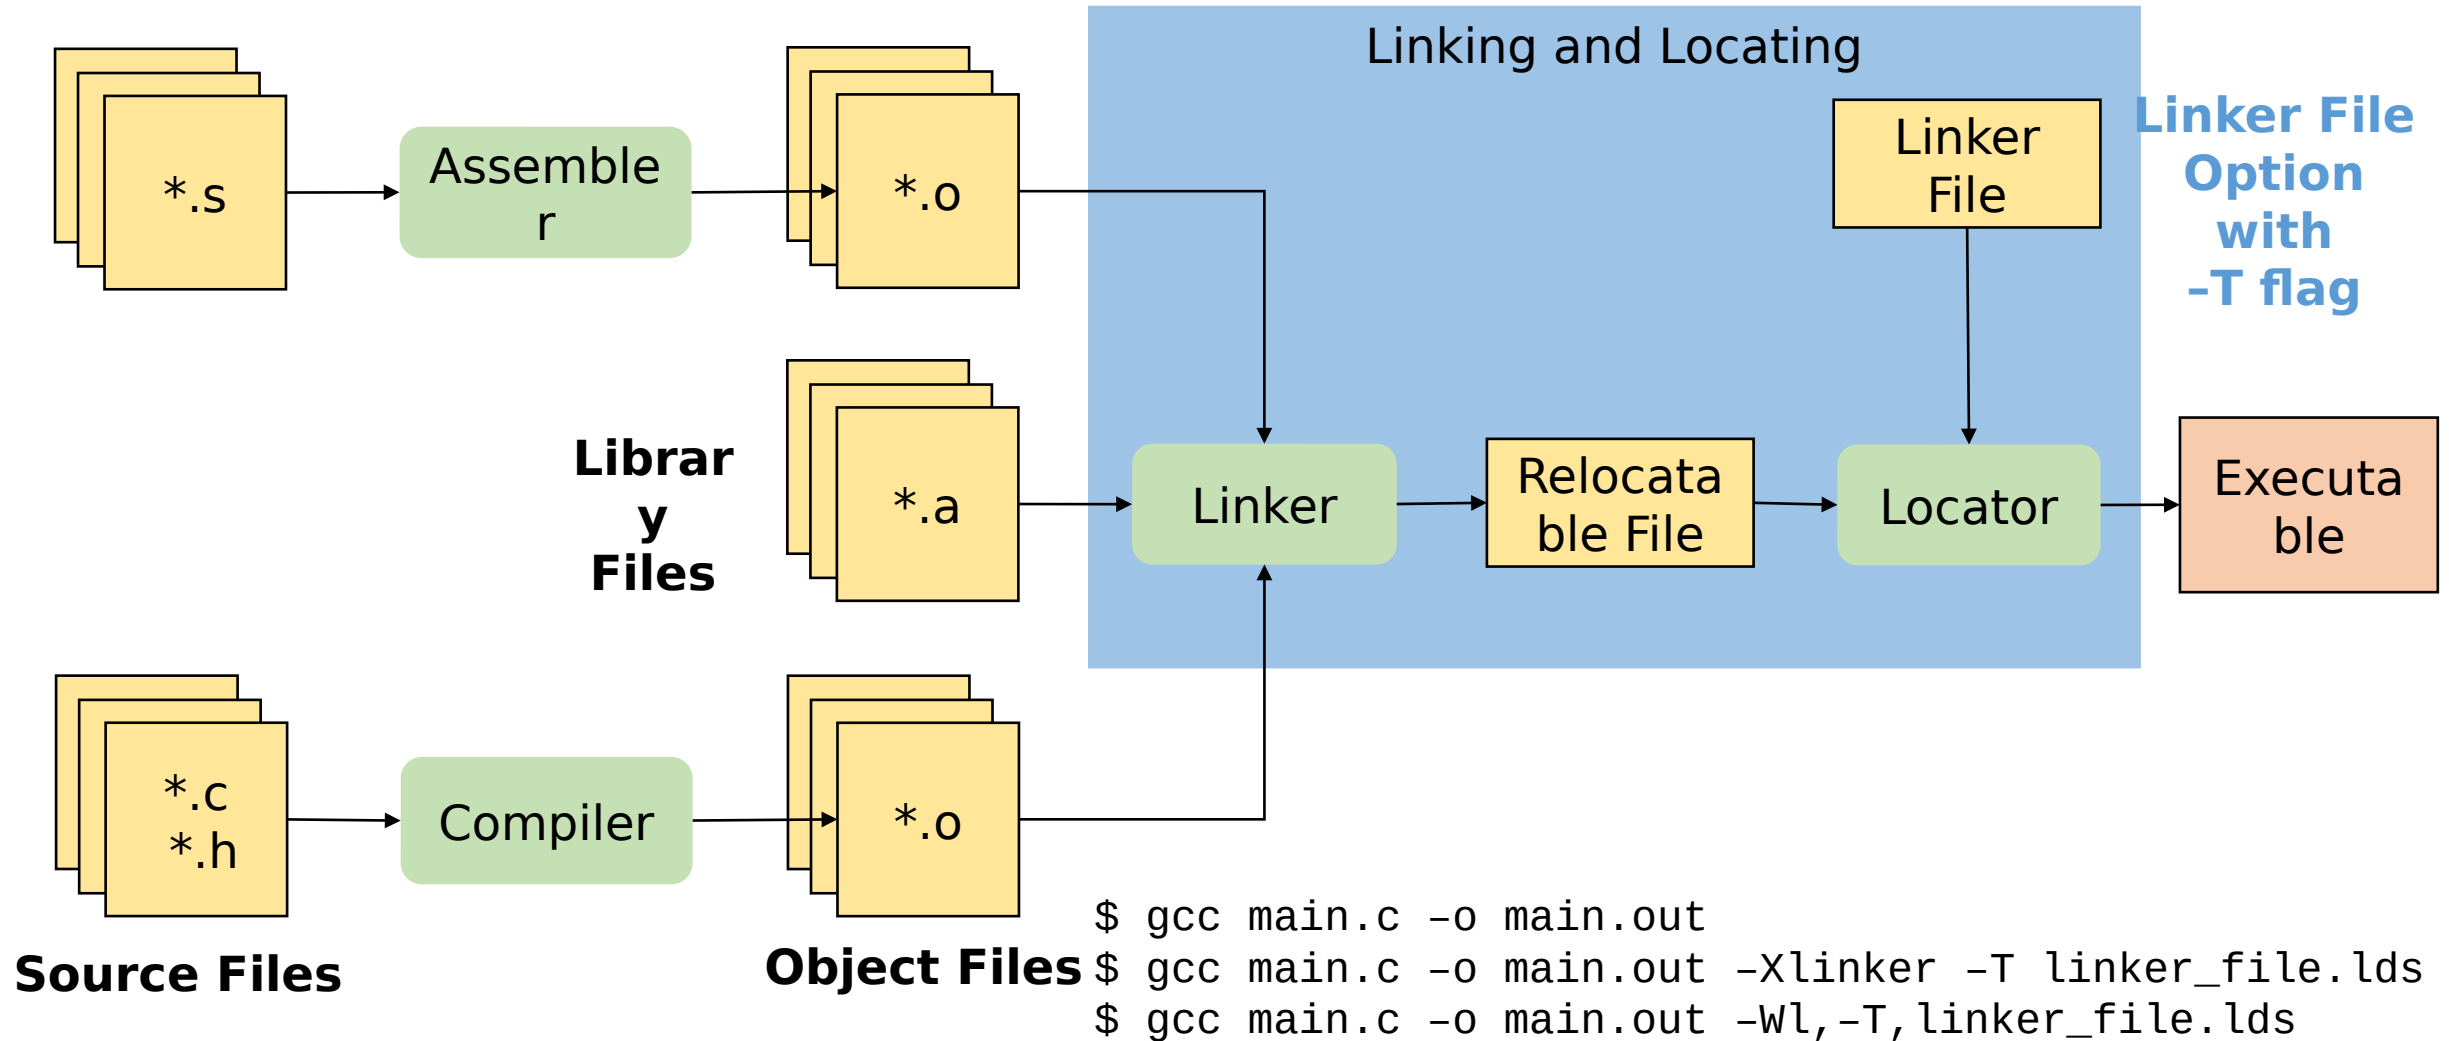 Linking and Locating
*.s
Assemble
r
*.o
Linker
File
Linker File
Option
with
–T flag
Librar
y
Files
*.a
Linker
Relocata
ble File
Locator
Executa
ble
*.c
*.h
Compiler
*.o
Source Files
Object Files
$ gcc main.c –o main.out
$ gcc main.c –o main.out –Xlinker –T linker_file.lds
$ gcc main.c –o main.out –Wl,–T,linker_file.lds